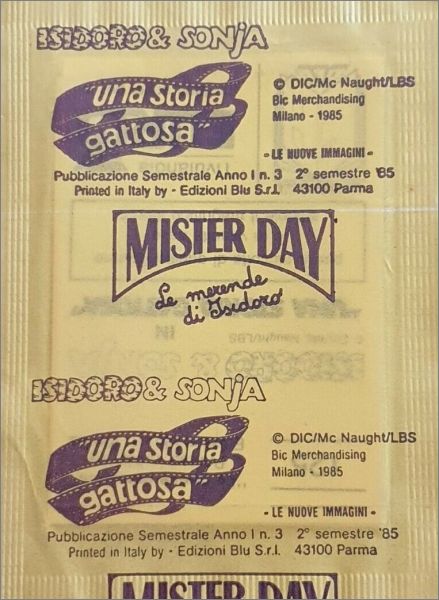 ISIDORO & SONJA
"una storia
gattosa"
© DIC/Mc Naught/LBS
Bic Merchandising
Milano - 1985
- LE NUOVE IMMAGINI -
Pubblicazione Semestrale Anno I n. 3 2° semestre '85
Printed in Italy by - Edizioni Blu S.r.l. 43100 Parma
MISTER DAY
Le merende
di Isidoro
ISIDORO & SONJA
"una storia
gattosa"
© DIC/Mc Naught/LBS
Bic Merchandising
Milano - 1985
- LE NUOVE IMMAGINI -
Pubblicazione Semestrale Anno I n. 3 2° semestre '85
Printed in Italy by - Edizioni Blu S.r.l. 43100 Parma
MISTER DAY